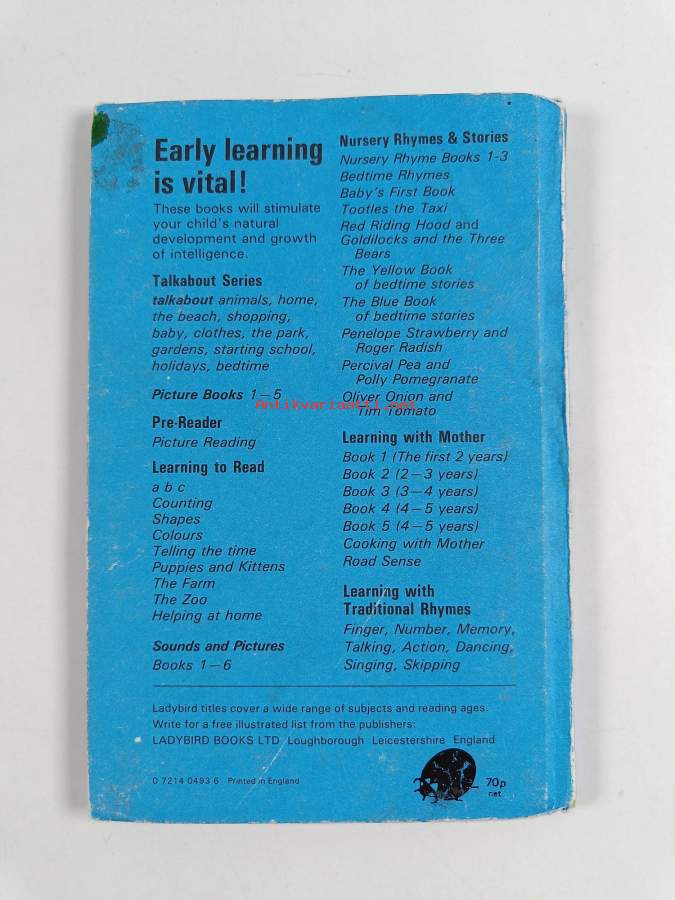 Early learning
is vital!
These books will stimulate
your child's natural
development and growth
of intelligence.
Talkabout Series
talkabout animals, home,
the beach, shopping,
baby, clothes, the park,
gardens, starting school,
holidays, bedtime
Picture Books 1–5
Pre-Reader
Picture Reading
Learning to Read
a b c
Counting
Shapes
Colours
Telling the time
Puppies and Kittens
The Farm
The Zoo
Helping at home
Sounds and Pictures
Books 1–6
Nursery Rhymes & Stories
Nursery Rhyme Books 1-3
Bedtime Rhymes
Baby's First Book
Tootles the Taxi
Red Riding Hood and
Goldilocks and the Three
Bears
The Yellow Book
of bedtime stories
The Blue Book
of bedtime stories
Penelope Strawberry and
Roger Radish
Percival Pea and
Polly Pomegranate
Oliver Onion and
Tim Tomato
Learning with Mother
Book 1 (The first 2 years)
Book 2 (2–3 years)
Book 3 (3–4 years)
Book 4 (4–5 years)
Book 5 (4–5 years)
Cooking with Mother
Road Sense
Learning with
Traditional Rhymes
Finger, Number, Memory,
Talking, Action, Dancing,
Singing, Skipping
Antikvariaatti.net
Ladybird titles cover a wide range of subjects and reading ages.
Write for a free illustrated list from the publishers:
LADYBIRD BOOKS LTD Loughborough Leicestershire England
0 7214 0493 6 Printed in England
70p
net